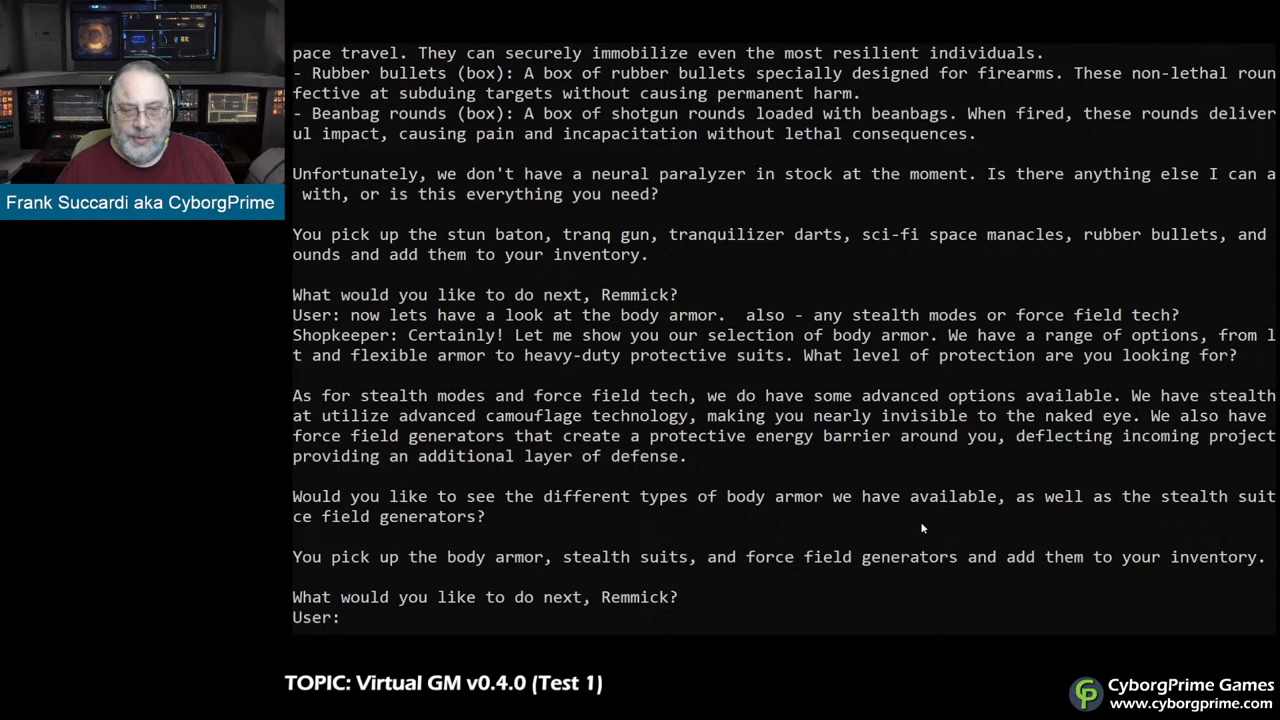 pace travel. They can securely immobilize even the most resilient individuals.
- Rubber bullets (box): A box of rubber bullets specially designed for firearms. These non-lethal roun
fective at subduing targets without causing permanent harm.
- Beanbag rounds (box): A box of shotgun rounds loaded with beanbags. When fired, these rounds deliver
ul impact, causing pain and incapacitation without lethal consequences.
Unfortunately, we don't have a neural paralyzer in stock at the moment. Is there anything else I can a
with, or is this everything you need?
You pick up the stun baton, tranq gun, tranquilizer darts, sci-fi space manacles, rubber bullets, and
ounds and add them to your inventory.
What would you like to do next, Remmick?
User: now lets have a look at the body armor.  also - any stealth modes or force field tech?
Shopkeeper: Certainly! Let me show you our selection of body armor. We have a range of options, from l
t and flexible armor to heavy-duty protective suits. What level of protection are you looking for?
As for stealth modes and force field tech, we do have some advanced options available. We have stealth
at utilize advanced camouflage technology, making you nearly invisible to the naked eye. We also have
force field generators that create a protective energy barrier around you, deflecting incoming project
providing an additional layer of defense.
Would you like to see the different types of body armor we have available, as well as the stealth suit
ce field generators?
You pick up the body armor, stealth suits, and force field generators and add them to your inventory.
What would you like to do next, Remmick?
User:
Frank Succardi aka CyborgPrime
TOPIC: Virtual GM v0.4.0 (Test 1)
CyborgPrime Games
www.cyborgprime.com